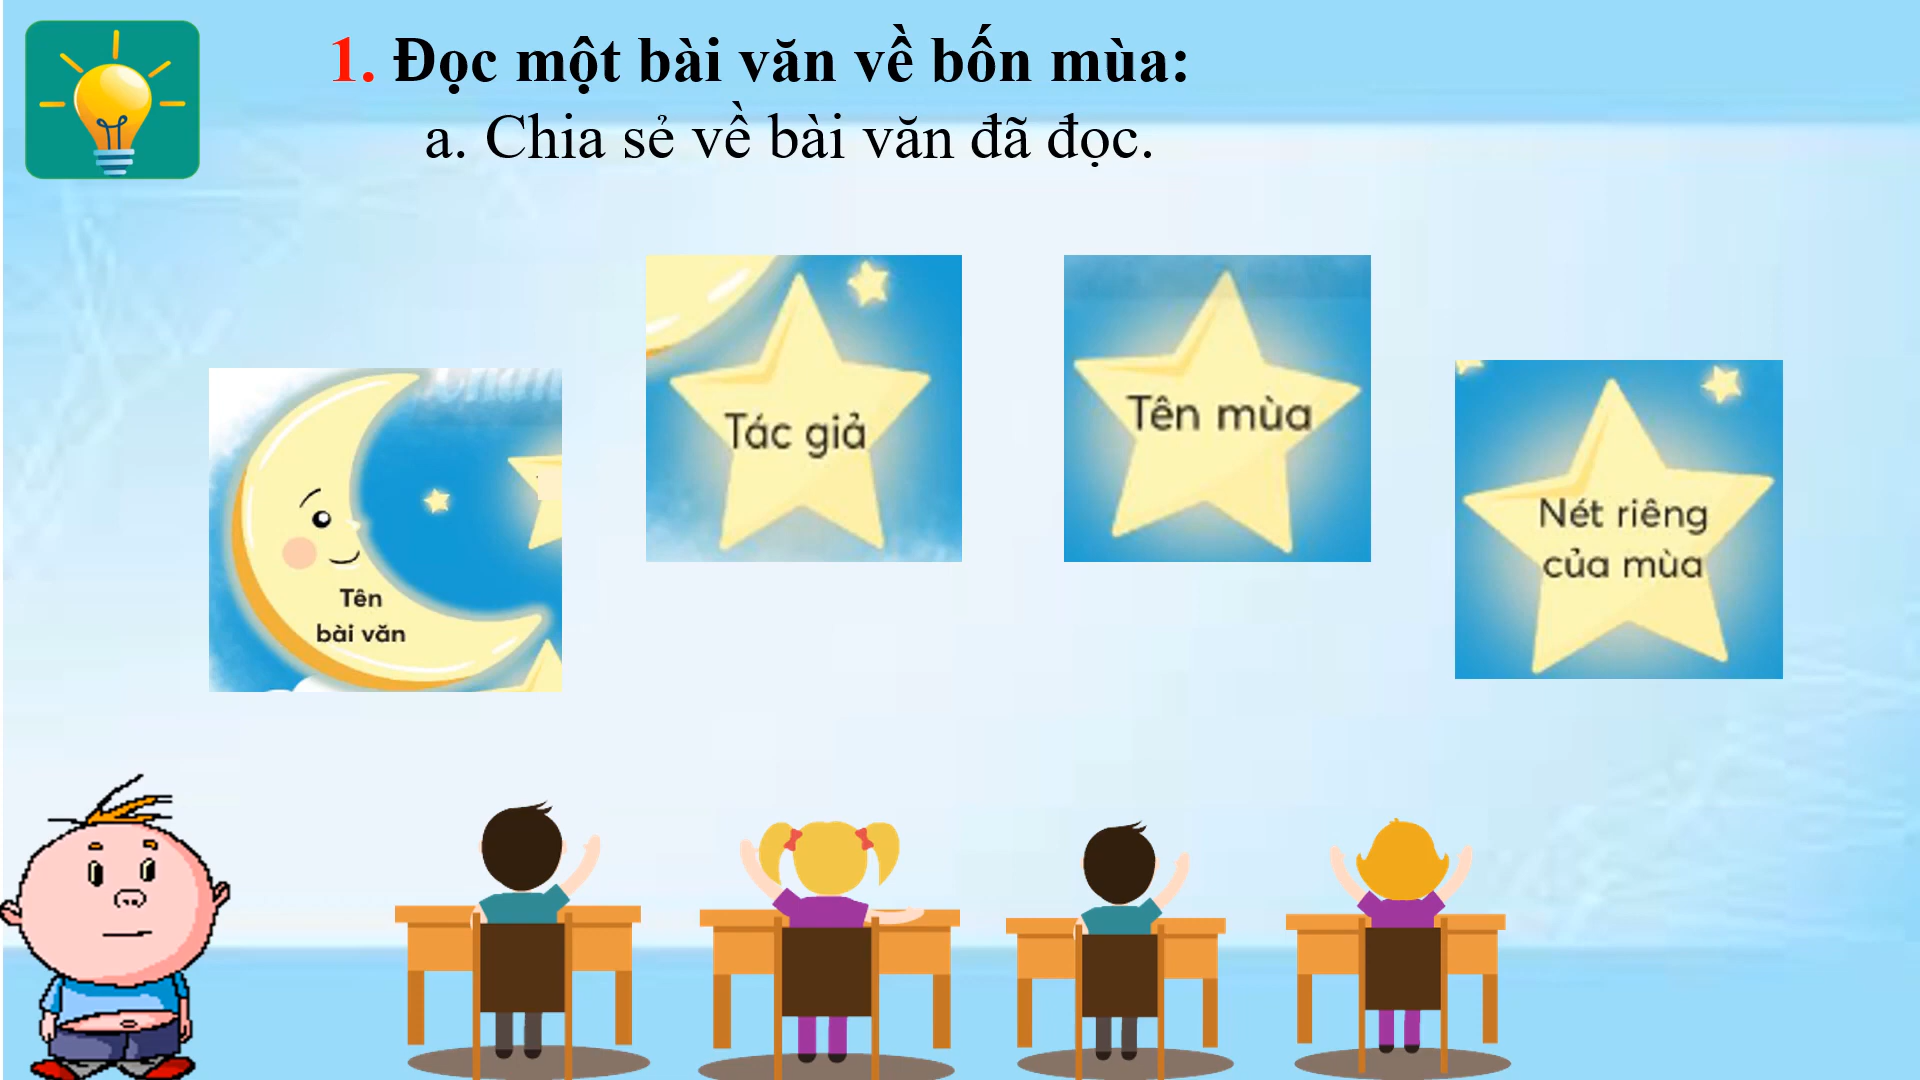 1. Đọc một bài văn về bốn mùa:
a. Chia sẻ về bài văn đã đọc.
Tên
bài văn
Tác giả
Tên mùa
Nét riêng
của mùa